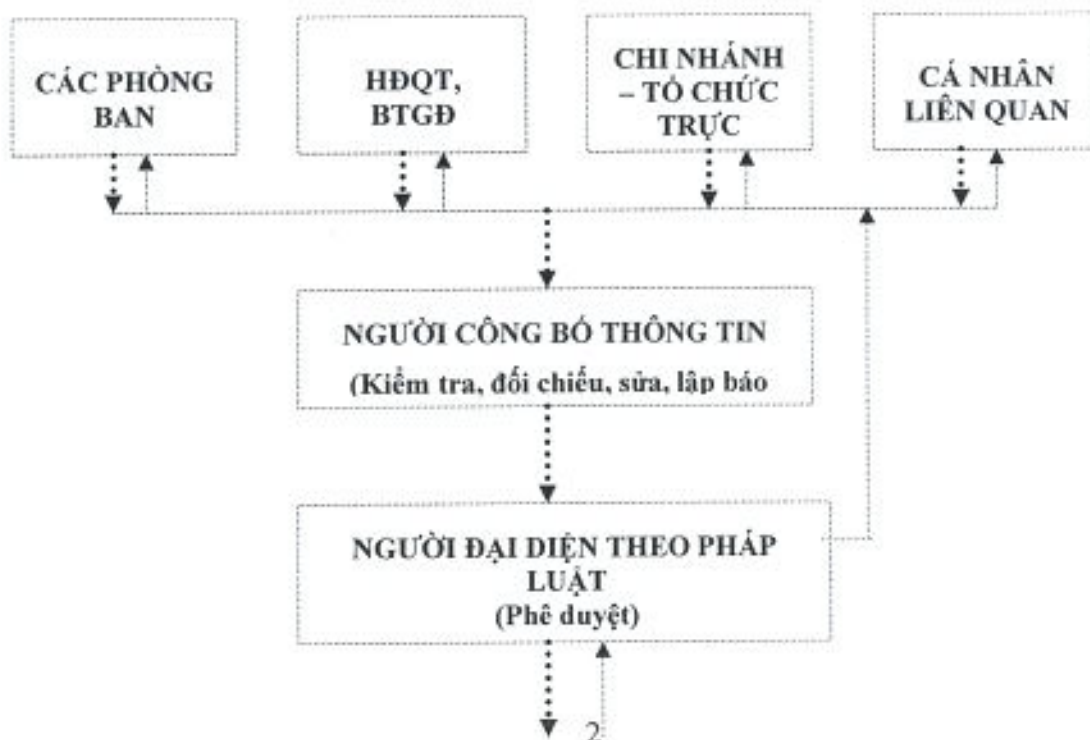 CÁC PHÒNG
BAN
HĐQT,
BTGĐ
CHI NHÁNH
– TỔ CHỨC
TRỰC
CÁ NHÂN
LIÊN QUAN
NGƯỜI CÔNG BỐ THÔNG TIN
(Kiểm tra, đối chiếu, sửa, lập báo
NGƯỜI ĐẠI DIỆN THEO PHÁP
LUẬT
(Phê duyệt)
2